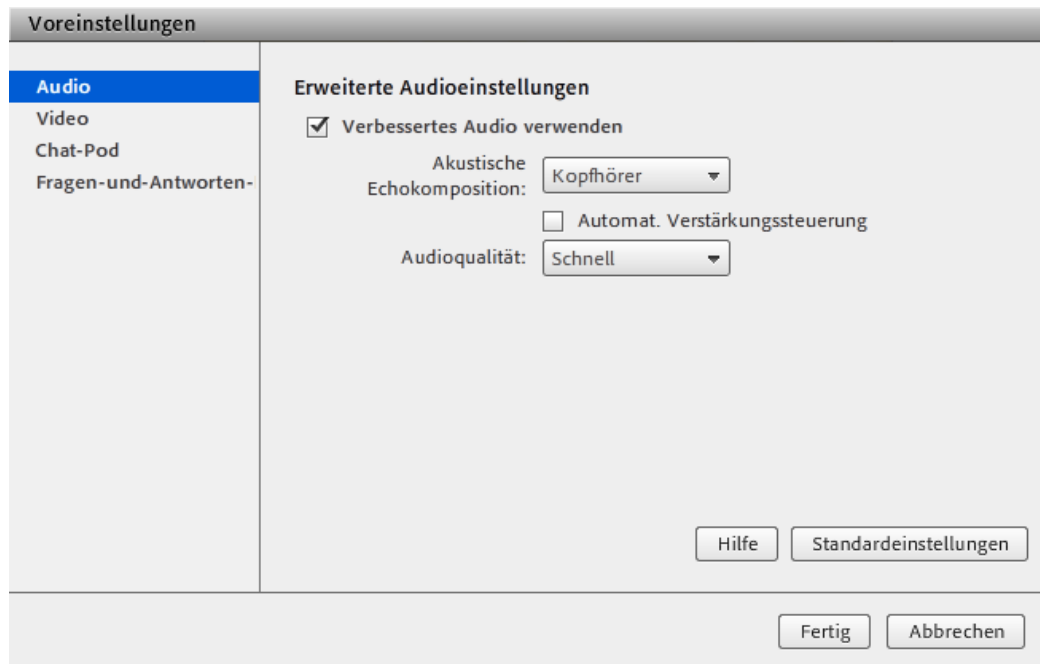 Voreinstellungen
Audio
Video
Chat-Pod
Fragen-und-Antworten-
Erweiterte Audioeinstellungen
Verbessertes Audio verwenden
Akustische
Echokomposition:
Kopfhörer
Automat. Verstärkungssteuerung
Audioqualität:
Schnell
Hilfe
Standardeinstellungen
Fertig
Abbrechen